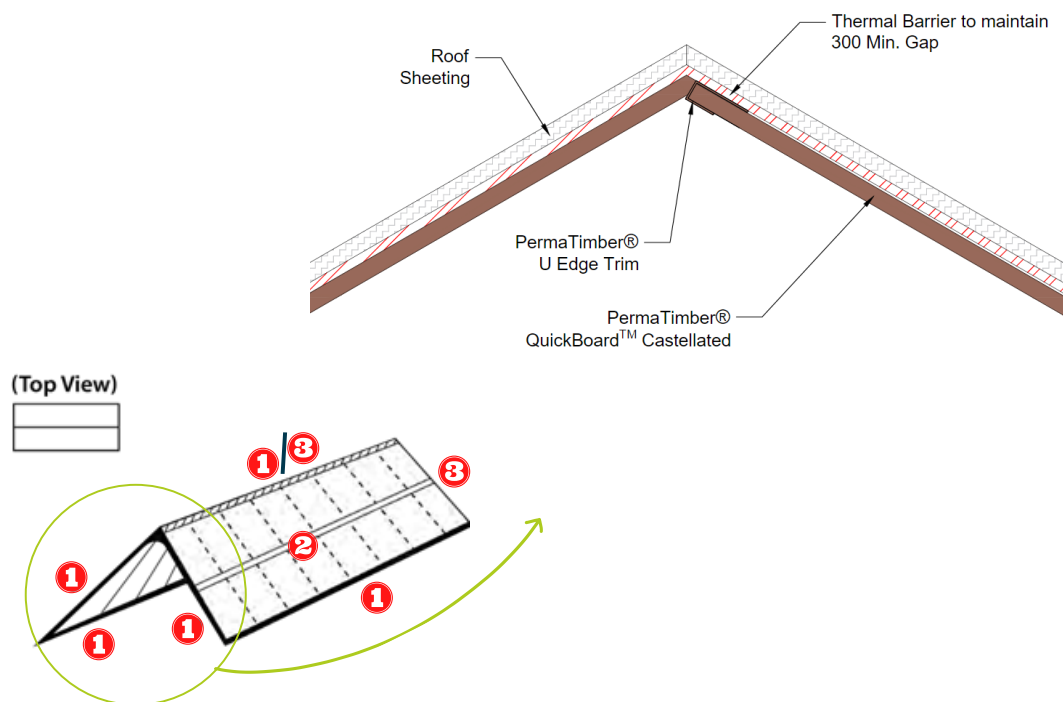 Roof
Sheeting
Thermal Barrier to maintain
300 Min. Gap
PermaTimber®
U Edge Trim
PermaTimber®
QuickBoard™ Castellated
(Top View)
1/3
3
2
1
1
1
1